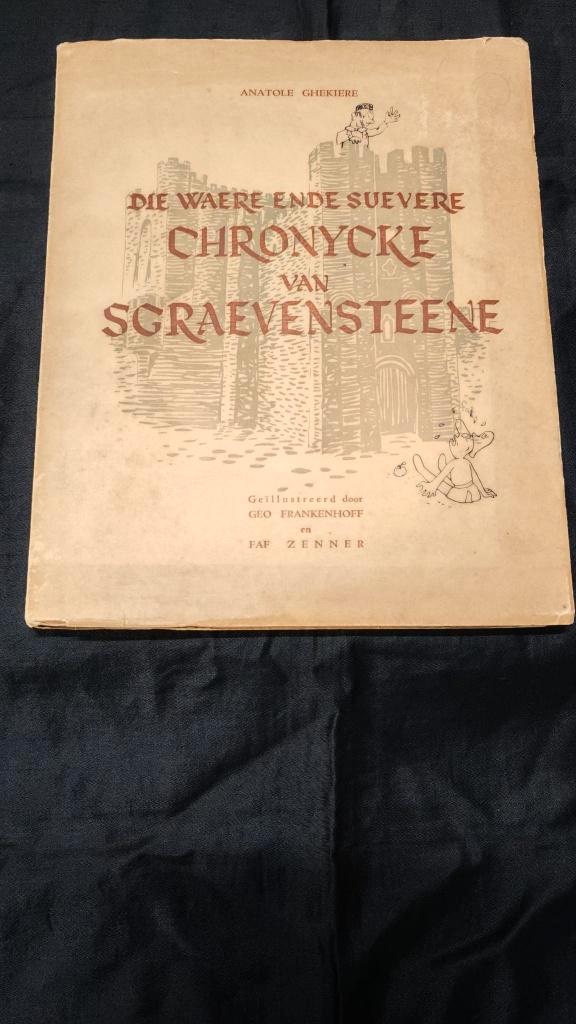 ANATOLE GHEKIERE
DIE WAERE ENDE SUEVERE
CHRONYCKE
VAN
SGRAEVENSTEENE
Geïllustreerd door
GEO FRANKENHOFF
en
FAF ZENNER